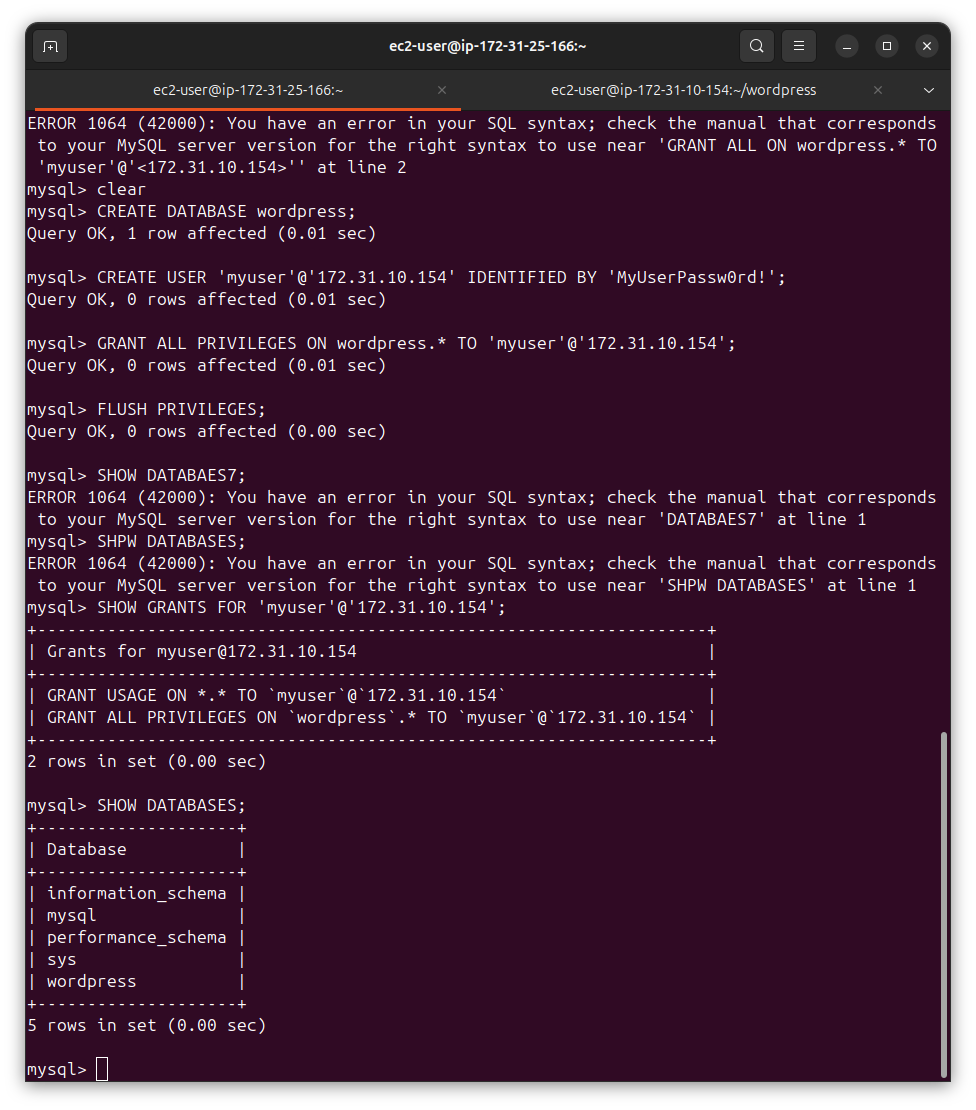 ec2-user@ip-172-31-25-166:~
ec2-user@ip-172-31-25-166:~ ec2-user@ip-172-31-10-154:~/wordpress
ERROR 1064 (42000): You have an error in your SQL syntax; check the manual that corresponds
 to your MySQL server version for the right syntax to use near 'GRANT ALL ON wordpress.* TO
 'myuser'@'<172.31.10.154>'' at line 2
mysql> clear
mysql> CREATE DATABASE wordpress;
Query OK, 1 row affected (0.01 sec)

mysql> CREATE USER 'myuser'@'172.31.10.154' IDENTIFIED BY 'MyUserPassw0rd!';
Query OK, 0 rows affected (0.01 sec)

mysql> GRANT ALL PRIVILEGES ON wordpress.* TO 'myuser'@'172.31.10.154';
Query OK, 0 rows affected (0.01 sec)

mysql> FLUSH PRIVILEGES;
Query OK, 0 rows affected (0.00 sec)

mysql> SHOW DATABAES7;
ERROR 1064 (42000): You have an error in your SQL syntax; check the manual that corresponds
 to your MySQL server version for the right syntax to use near 'DATABAES7' at line 1
mysql> SHPW DATABASES;
ERROR 1064 (42000): You have an error in your SQL syntax; check the manual that corresponds
 to your MySQL server version for the right syntax to use near 'SHPW DATABASES' at line 1
mysql> SHOW GRANTS FOR 'myuser'@'172.31.10.154';
+-------------------------------------------------------------------+
| Grants for myuser@172.31.10.154                                   |
+-------------------------------------------------------------------+
| GRANT USAGE ON *.* TO `myuser`@`172.31.10.154`                    |
| GRANT ALL PRIVILEGES ON `wordpress`.* TO `myuser`@`172.31.10.154` |
+-------------------------------------------------------------------+
2 rows in set (0.00 sec)

mysql> SHOW DATABASES;
+--------------------+
| Database           |
+--------------------+
| information_schema |
| mysql              |
| performance_schema |
| sys                |
| wordpress          |
+--------------------+
5 rows in set (0.00 sec)

mysql>